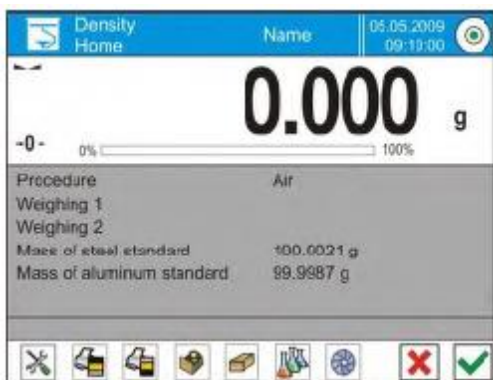 Density
Home
Name
05.05.2009
09:10:00
0.000 g
-0-
0% 100%
Procedure Air
Weighing 1
Weighing 2
Mass of steel standard 100.0021 g
Mass of aluminum standard 99.9987 g